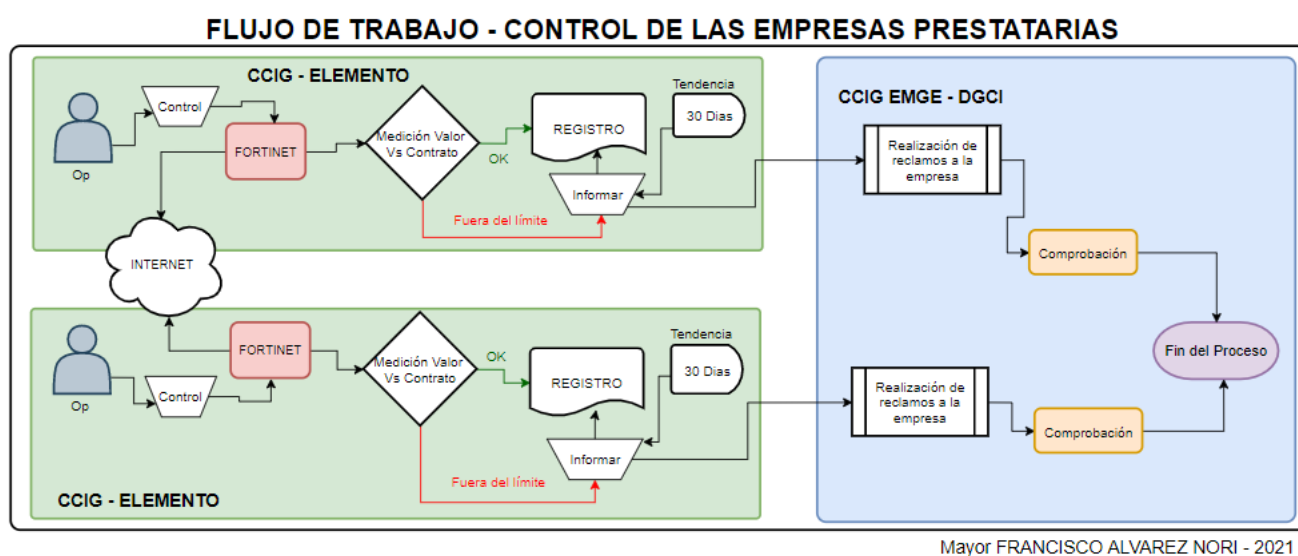 FLUJO DE TRABAJO - CONTROL DE LAS EMPRESAS PRESTATARIAS
CCIG - ELEMENTO
Op
Control
FORTINET
Medición Valor
Vs Contrato
OK
Fuera del límite
REGISTRO
Informar
Tendencia
30 Dias
INTERNET
Op
Control
FORTINET
Medición Valor
Vs Contrato
OK
Fuera del límite
REGISTRO
Informar
Tendencia
30 Dias
CCIG - ELEMENTO
CCIG EMGE - DGCI
Realización de
reclamos a la
empresa
Comprobación
Realización de
reclamos a la
empresa
Comprobación
Fin del Proceso
Mayor FRANCISCO ALVAREZ NORI - 2021